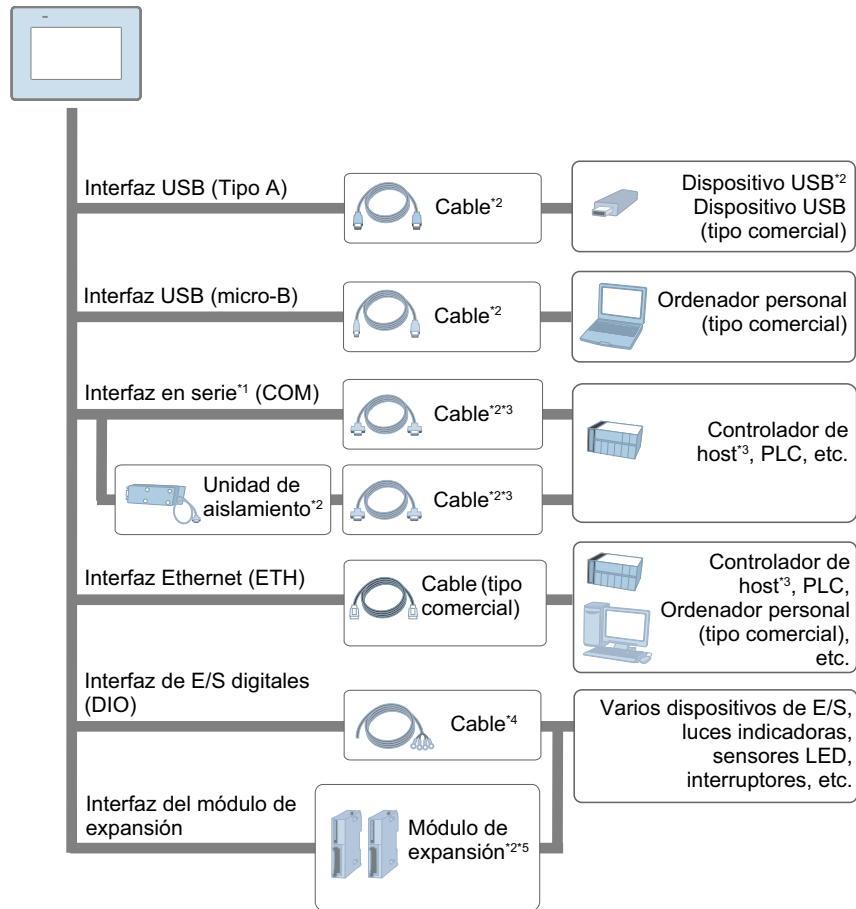 Interfaz USB (Tipo A)
Cable*2
Dispositivo USB*2
Dispositivo USB
(tipo comercial)
Interfaz USB (micro-B)
Cable*2
Ordenador personal
(tipo comercial)
Interfaz en serie*1 (COM)
Cable*2*3
Controlador de
host*3, PLC, etc.
Unidad de
aislamiento*2
Cable*2*3
Interfaz Ethernet (ETH)
Cable (tipo
comercial)
Controlador de
host*3, PLC,
Ordenador personal
(tipo comercial),
etc.
Interfaz de E/S digitales
(DIO)
Cable*4
Varios dispositivos de E/S,
luces indicadoras,
sensores LED,
interruptores, etc.
Interfaz del módulo de
expansión
Módulo de
expansión*2*5